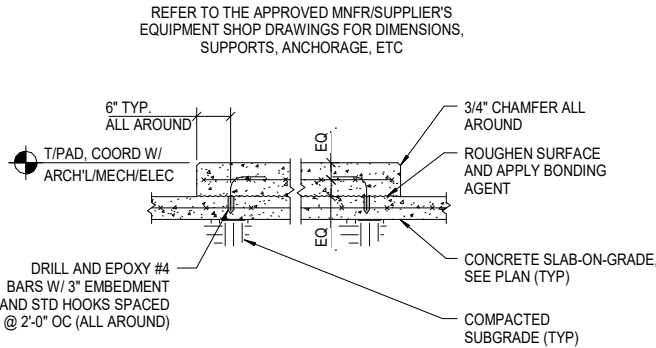 REFER TO THE APPROVED MNFR/SUPPLIER'S
EQUIPMENT SHOP DRAWINGS FOR DIMENSIONS,
SUPPORTS, ANCHORAGE, ETC
6" TYP.
ALL AROUND
T/PAD, COORD W/
ARCH'L/MECH/ELEC
EQ
EQ
3/4" CHAMFER ALL
AROUND
ROUGHEN SURFACE
AND APPLY BONDING
AGENT
DRILL AND EPOXY #4
BARS W/ 3" EMBEDMENT
AND STD HOOKS SPACED
@ 2'-0" OC (ALL AROUND)
CONCRETE SLAB-ON-GRADE,
SEE PLAN (TYP)
COMPACTED
SUBGRADE (TYP)